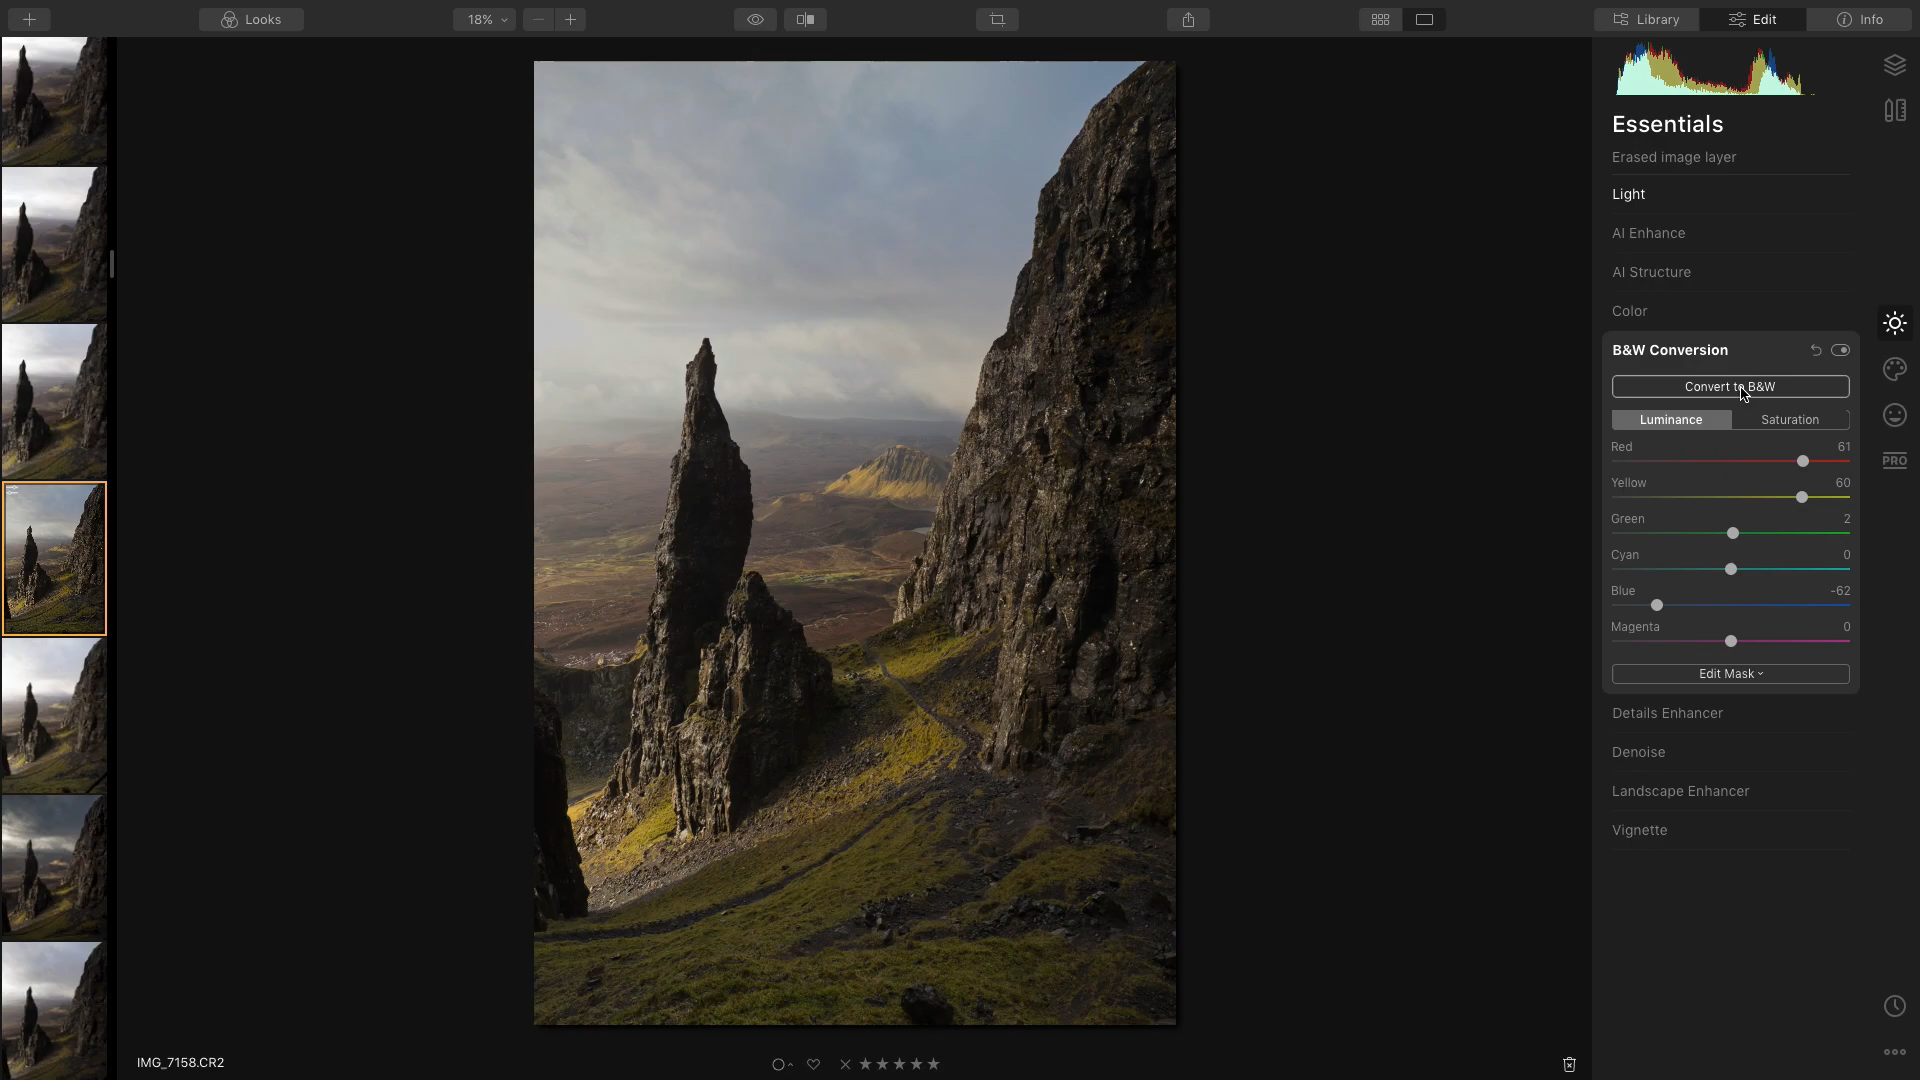 Looks
18%
Library
Edit
Info
Essentials
Erased image layer
Light
AI Enhance
AI Structure
Color
B&W Conversion
Convert to B&W
Luminance
Saturation
Red 61
Yellow 60
Green 2
Cyan 0
Blue -62
Magenta 0
Edit Mask
Details Enhancer
Denoise
Landscape Enhancer
Vignette
PRO
IMG_7158.CR2